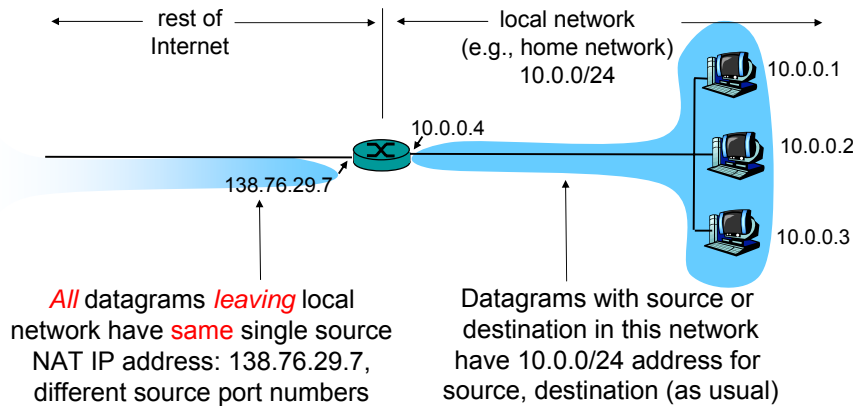 rest of
Internet
local network
(e.g., home network)
10.0.0/24
10.0.0.1
10.0.0.4
10.0.0.2
138.76.29.7
10.0.0.3
All datagrams leaving local
network have same single source
NAT IP address: 138.76.29.7,
different source port numbers
Datagrams with source or
destination in this network
have 10.0.0/24 address for
source, destination (as usual)